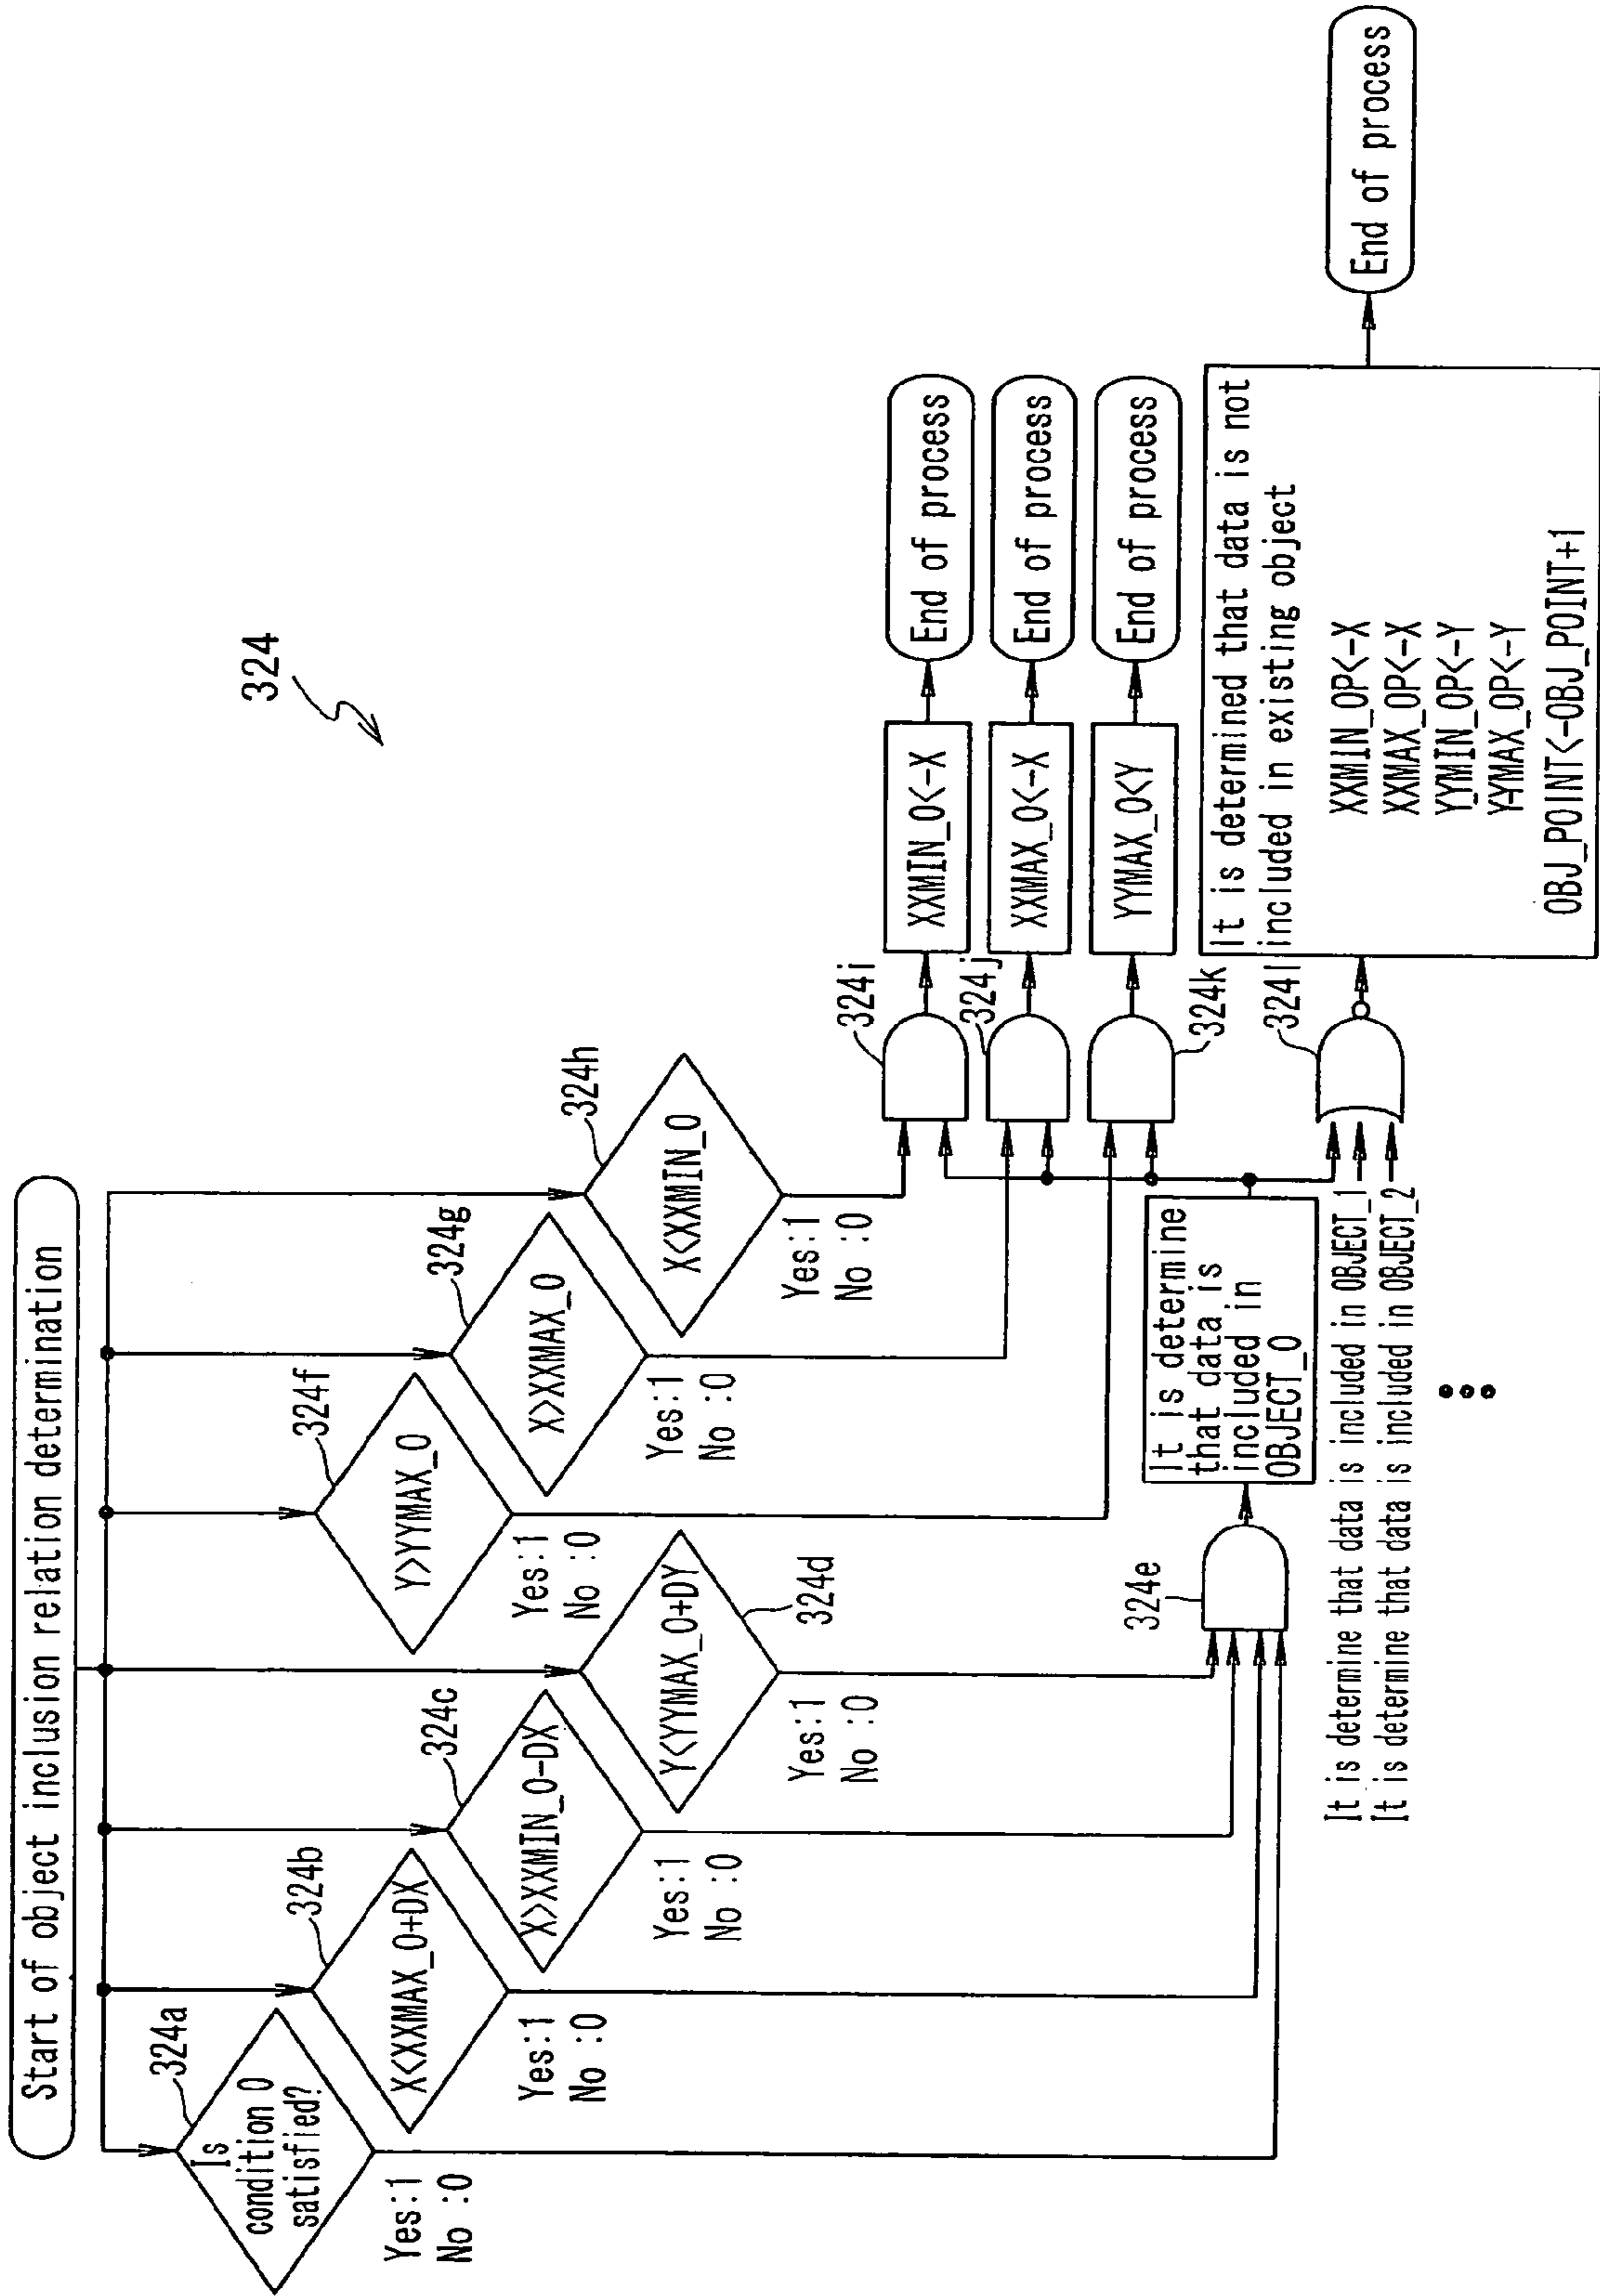 324
Start of object inclusion relation determination
324a
Is
condition 0
satisfied?
Yes:1
No :0
324b
X<XXMAX_0+DX
Yes:1
No :0
324c
X>XXMIN_0-DX
Yes:1
No :0
324d
Y<YYMAX_0+DY
Yes:1
No :0
324f
Y>YYMAX_0
Yes:1
No :0
324g
X>XXMAX_0
Yes:1
No :0
324h
X<XXMIN_0
Yes:1
No :0
324e
It is determine
that data is
included in
OBJECT_0
It is determine that data is included in OBJECT_1
It is determine that data is included in OBJECT_2
324i
XXMIN_0<-X
End of process
324j
XXMAX_0<-X
End of process
324k
YYMAX_0<Y
End of process
324l
It is determined that data is not
included in existing object
XXMIN_OP<-X
XXMAX_OP<-X
YYMIN_OP<-Y
YYMAX_OP<-Y
OBJ_POINT<-OBJ_POINT+1
End of process